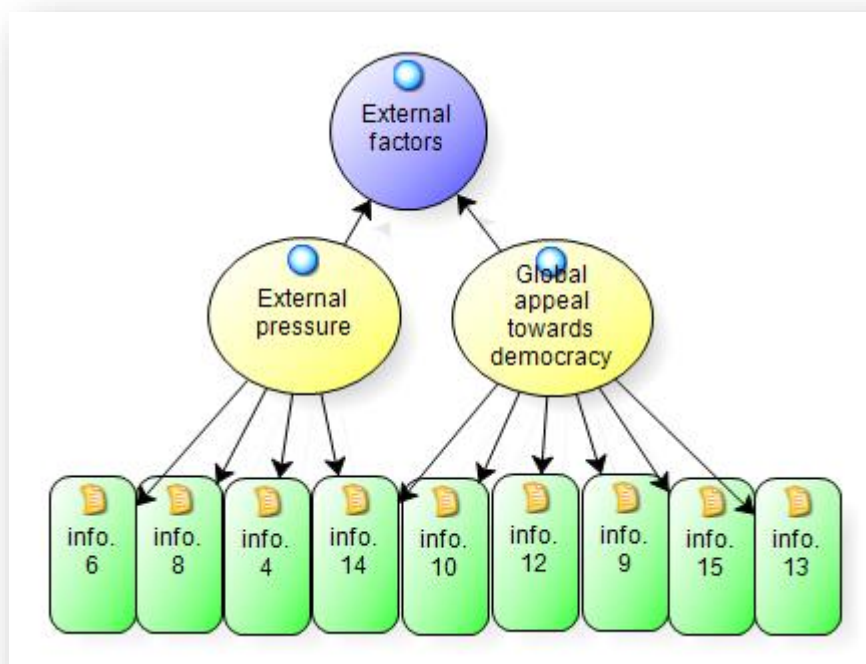 External
factors
External
pressure
Global
appeal
towards
democracy
info.
6
info.
8
info.
4
info.
14
info.
10
info.
12
info.
9
info.
15
info.
13